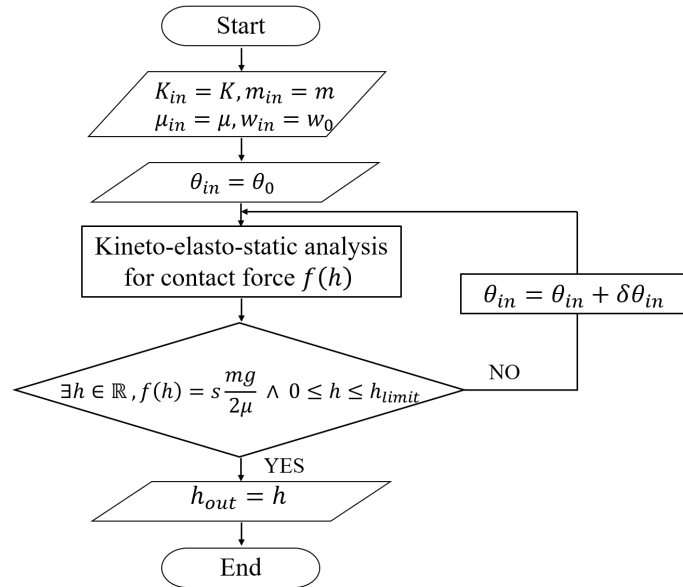 Start
K_in = K, m_in = m
μ_in = μ, w_in = w_0
θ_in = θ_0
Kineto-elasto-static analysis
for contact force f(h)
θ_in = θ_in + δθ_in
∃h ∈ ℝ, f(h) = s mg/2μ ∧ 0 ≤ h ≤ h_limit
NO
YES
h_out = h
End